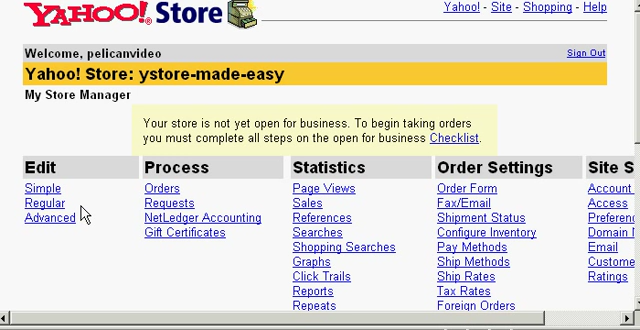 YAHOO! Store
Yahoo! - Site - Shopping - Help
Welcome, pelicanvideo
Sign Out
Yahoo! Store: ystore-made-easy
My Store Manager
Your store is not yet open for business. To begin taking orders
you must complete all steps on the open for business Checklist.
Edit
Simple
Regular
Advanced
Process
Orders
Requests
NetLedger Accounting
Gift Certificates
Statistics
Page Views
Sales
References
Searches
Shopping Searches
Graphs
Click Trails
Reports
Repeats
Order Settings
Order Form
Fax/Email
Shipment Status
Configure Inventory
Pay Methods
Ship Methods
Ship Rates
Tax Rates
Foreign Orders
Site S
Account
Access
Preferenc
Domain N
Email
Custome
Ratings